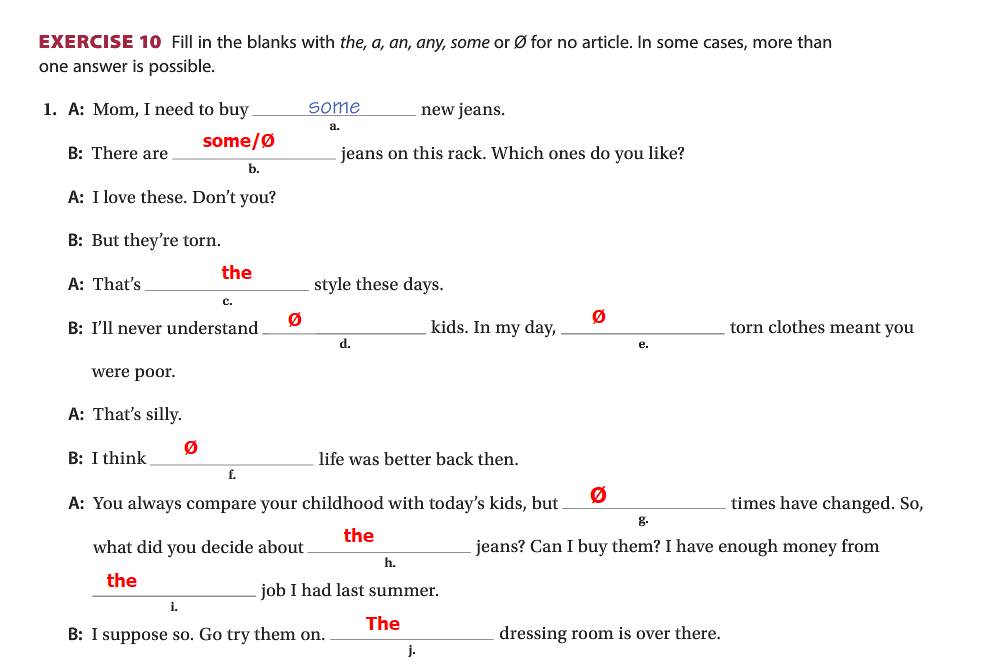 EXERCISE 10 Fill in the blanks with the, a, an, any, some or Ø for no article. In some cases, more than
one answer is possible.
1. A: Mom, I need to buy some new jeans.
a.
B: There are some/Ø jeans on this rack. Which ones do you like?
b.
A: I love these. Don't you?
B: But they're torn.
A: That's the style these days.
c.
B: I'll never understand Ø kids. In my day, Ø torn clothes meant you
d. e.
were poor.
A: That's silly.
B: I think Ø life was better back then.
f.
A: You always compare your childhood with today's kids, but Ø times have changed. So,
g.
what did you decide about the jeans? Can I buy them? I have enough money from
h.
the job I had last summer.
i.
B: I suppose so. Go try them on. The dressing room is over there.
j.